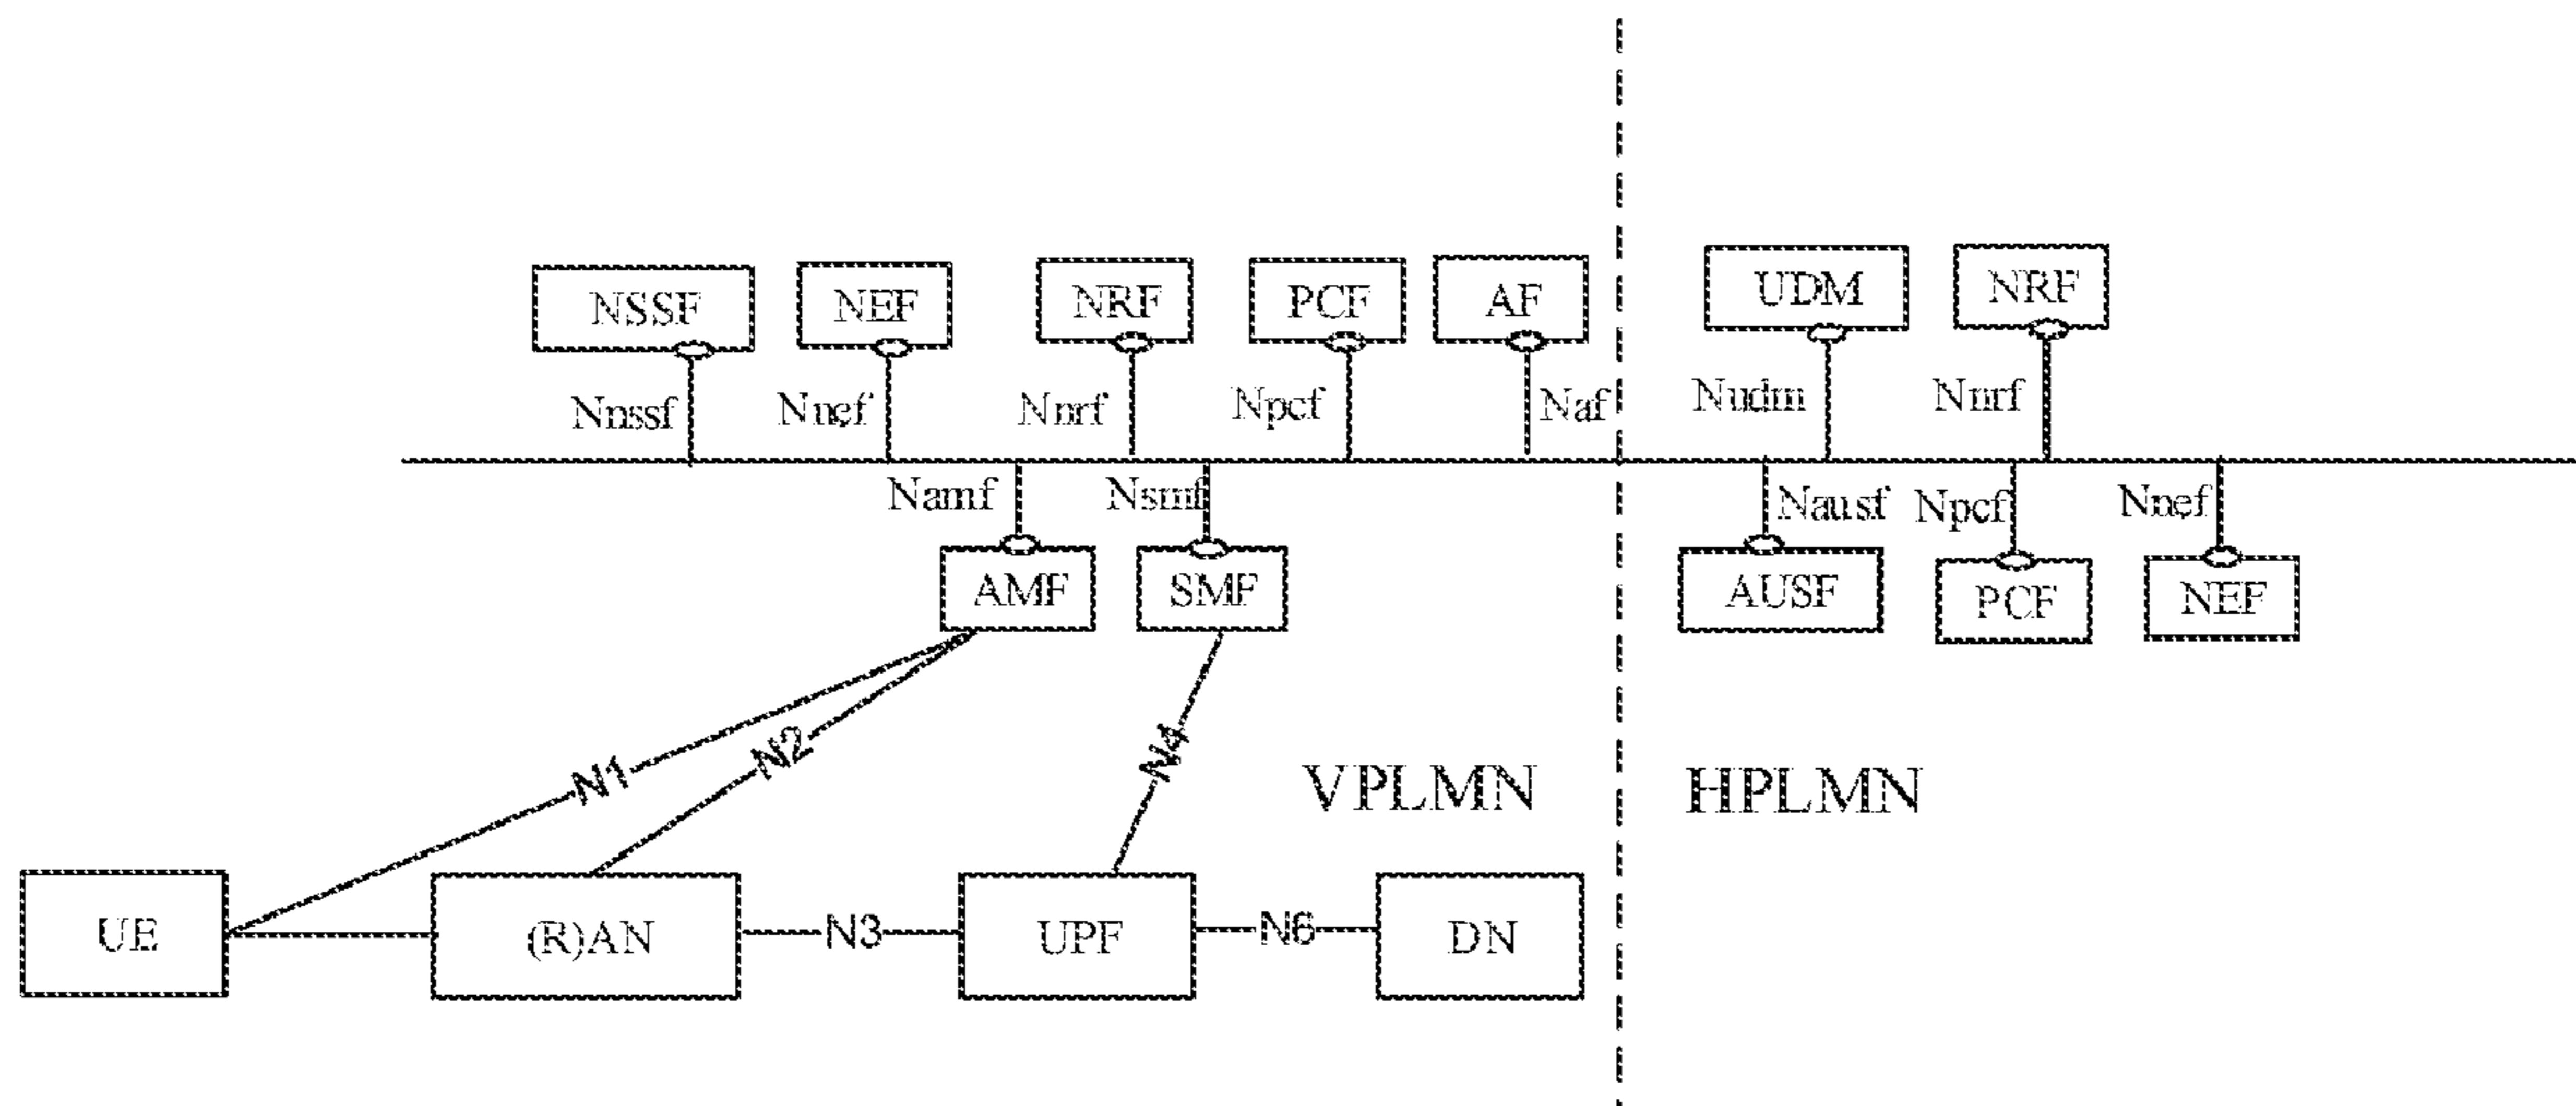 NSSF NEF NRF PCF AF UDM NRF
Nnssf Nnef Nnrf Npcf Naf Nudm Nnrf
Namf Nsmf Nausf Npcf Nnef
AMF SMF AUSF PCF NEF
N1 N2 N4 VPLMN HPLMN
UE (R)AN N3 UPF N6 DN